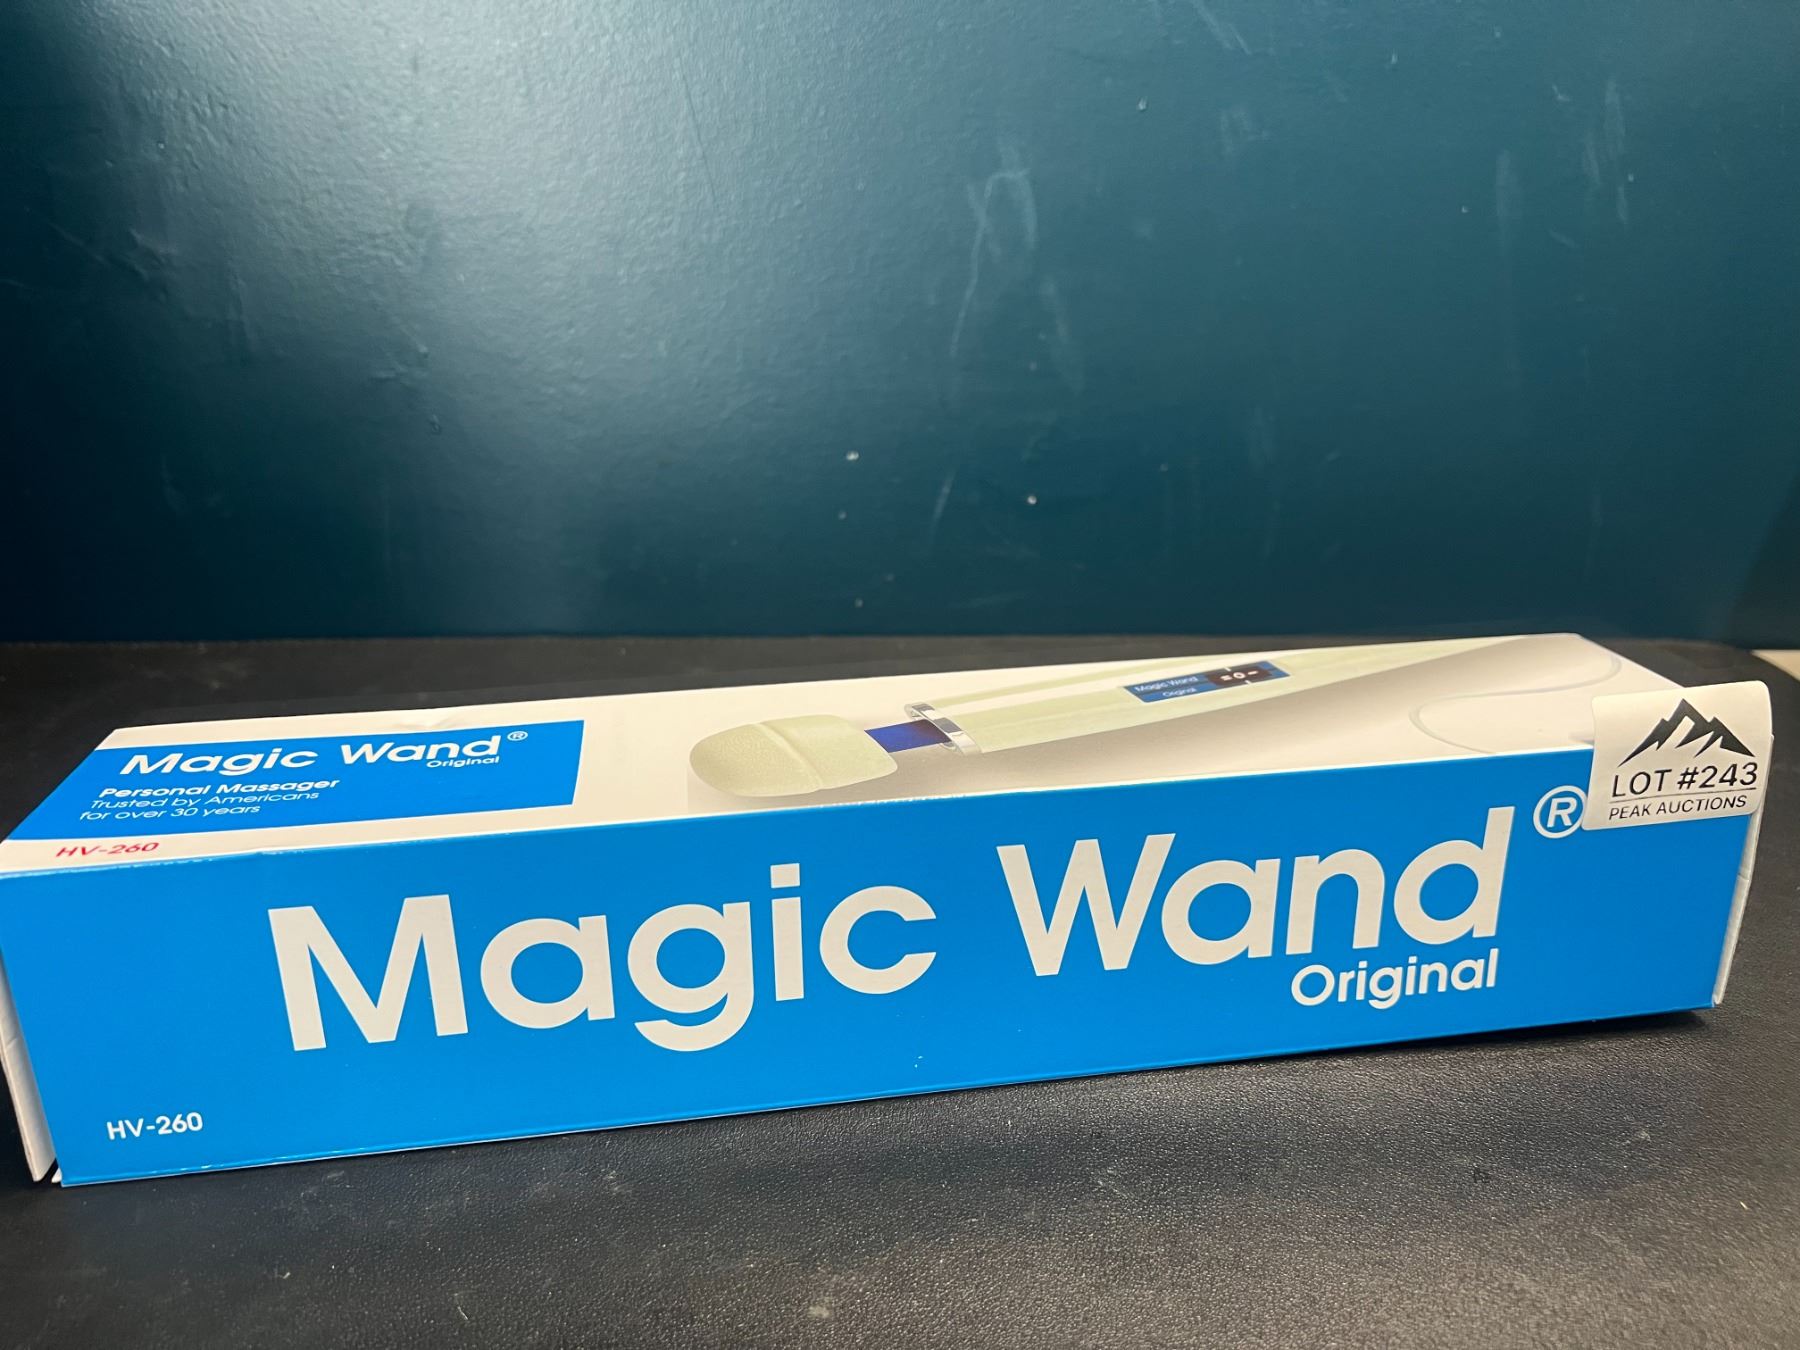 Magic Wand®
Original
Personal Massager
Trusted by Americans
for over 30 years
HV-260
Magic Wand
Original
Magic Wand®
Original
HV-260
LOT #243
PEAK AUCTIONS